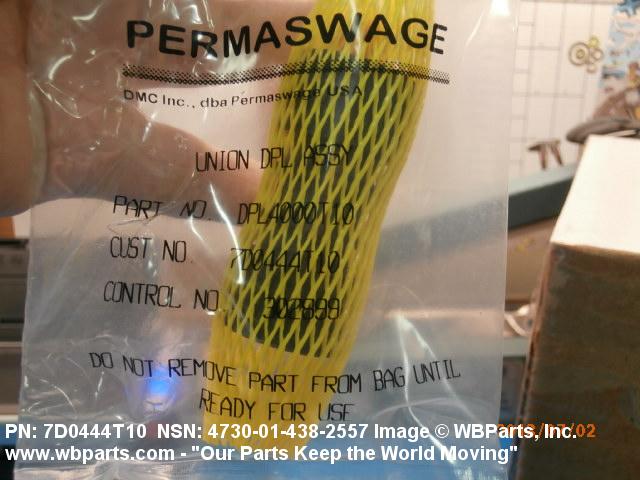 PERMASWAGE
DMC Inc., dba Permaswage USA
UNION DPL ASSY
PART NO. DPL4000T10
CUST NO. 7D0444T10
CONTROL NO. 302899
DO NOT REMOVE PART FROM BAG UNTIL
READY FOR USE
PN: 7D0444T10 NSN: 4730-01-438-2557 Image © WBParts, Inc.
www.wbparts.com - "Our Parts Keep the World Moving"